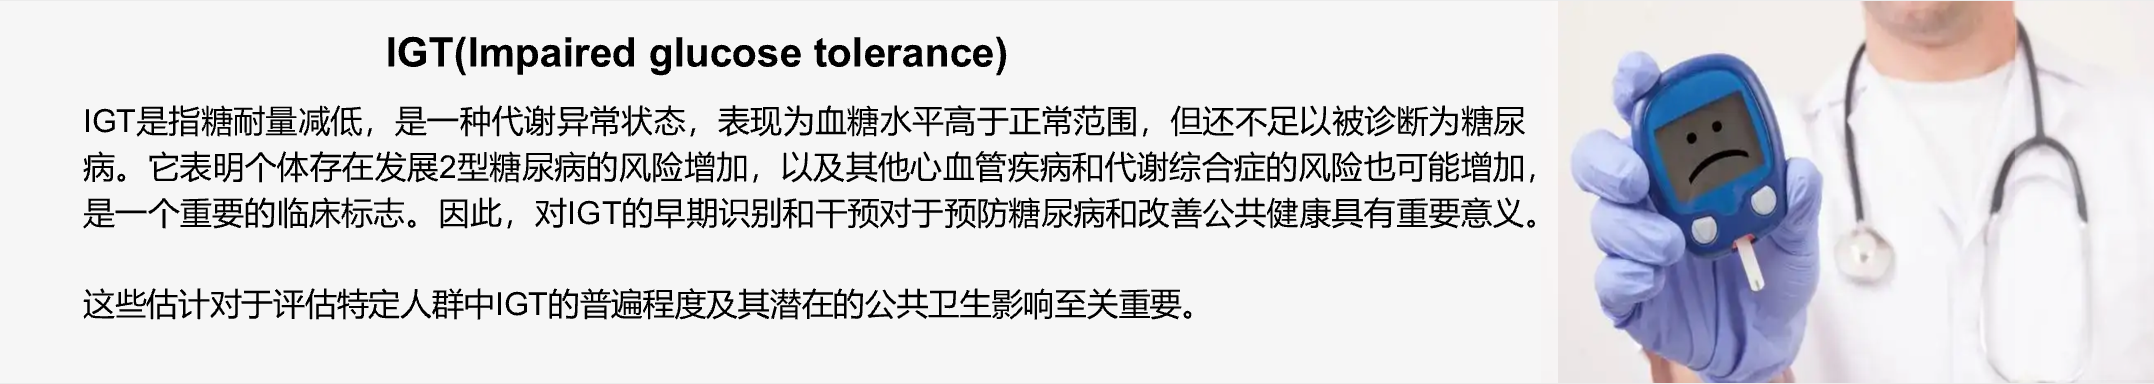 IGT(Impaired glucose tolerance)
IGT是指糖耐量减低，是一种代谢异常状态，表现为血糖水平高于正常范围，但还不足以被诊断为糖尿
病。它表明个体存在发展2型糖尿病的风险增加，以及其他心血管疾病和代谢综合症的风险也可能增加，
是一个重要的临床标志。因此，对IGT的早期识别和干预对于预防糖尿病和改善公共健康具有重要意义。
这些估计对于评估特定人群中IGT的普遍程度及其潜在的公共卫生影响至关重要。